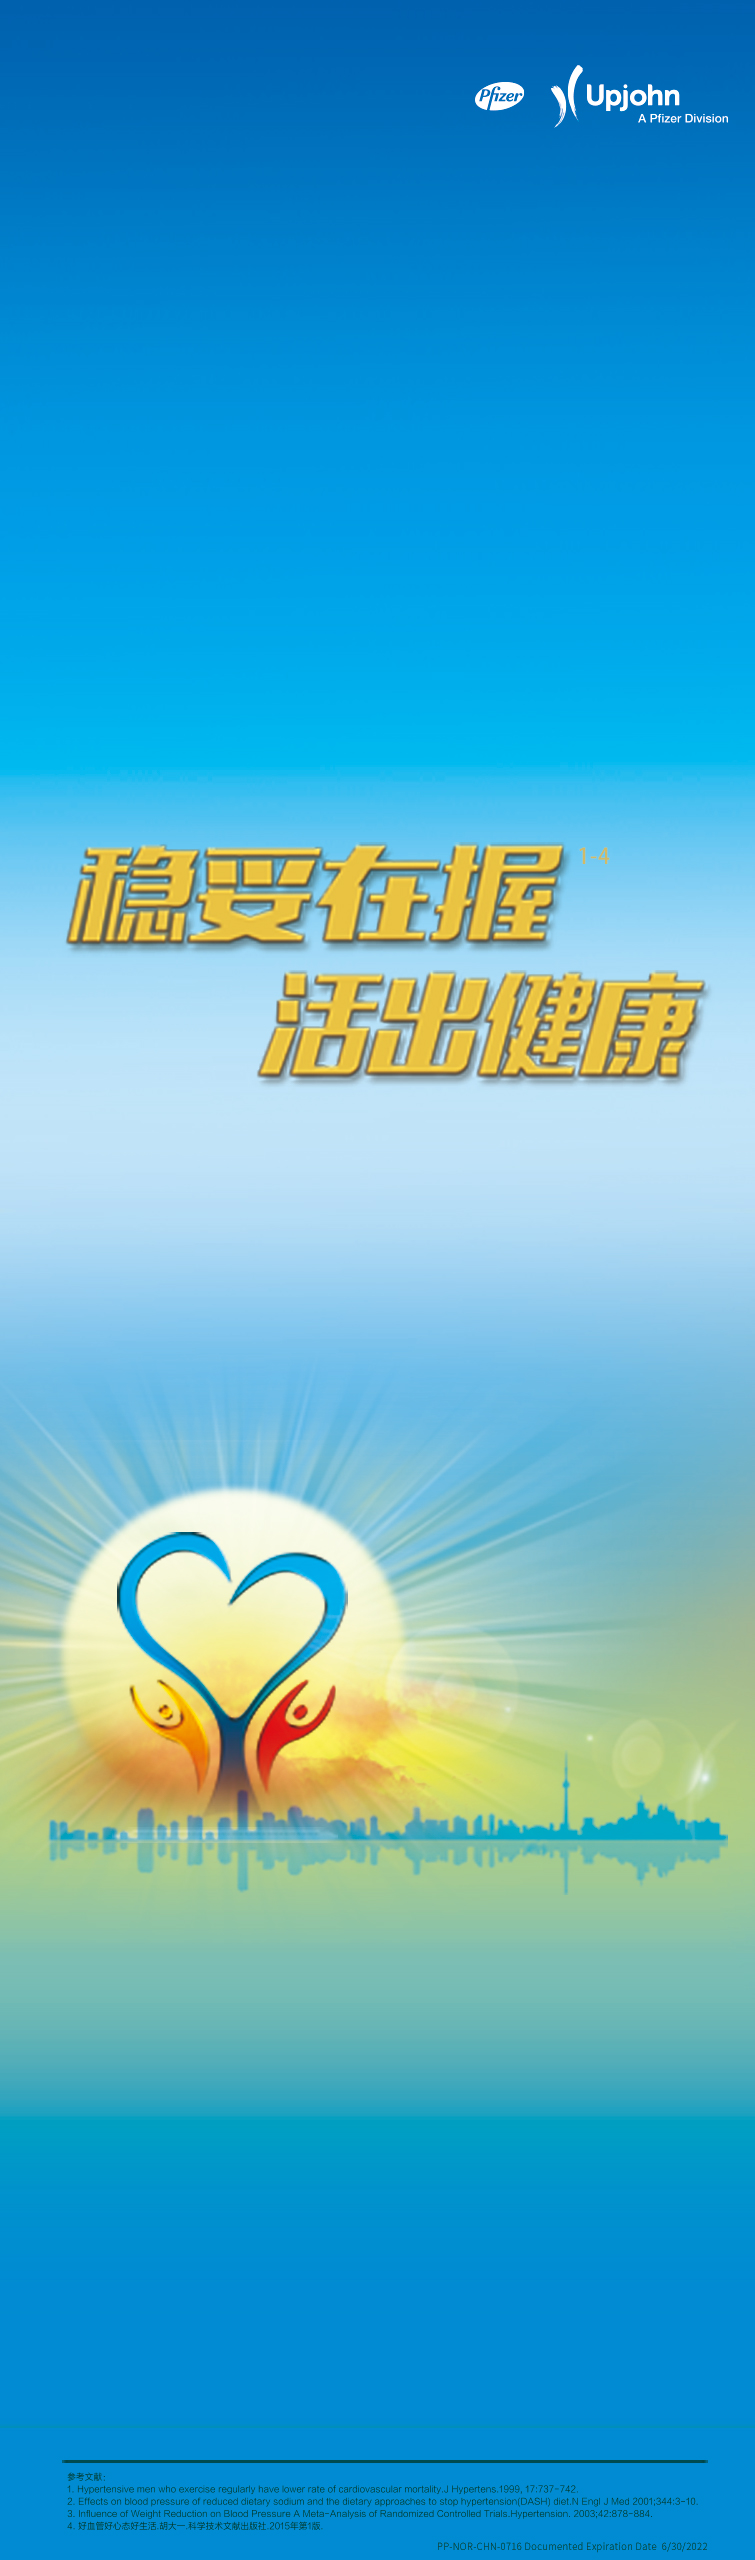 Pfizer
Upjohn
A Pfizer Division
稳妥在握 1-4
活出健康
参考文献:
1. Hypertensive men who exercise regularly have lower rate of cardiovascular mortality.J Hypertens.1999, 17:737-742.
2. Effects on blood pressure of reduced dietary sodium and the dietary approaches to stop hypertension(DASH) diet.N Engl J Med 2001;344:3-10.
3. Influence of Weight Reduction on Blood Pressure A Meta-Analysis of Randomized Controlled Trials.Hypertension. 2003;42:878-884.
4. 好血管好心态好生活.胡大一.科学技术文献出版社.2015年第1版.
PP-NOR-CHN-0716 Documented Expiration Date 6/30/2022